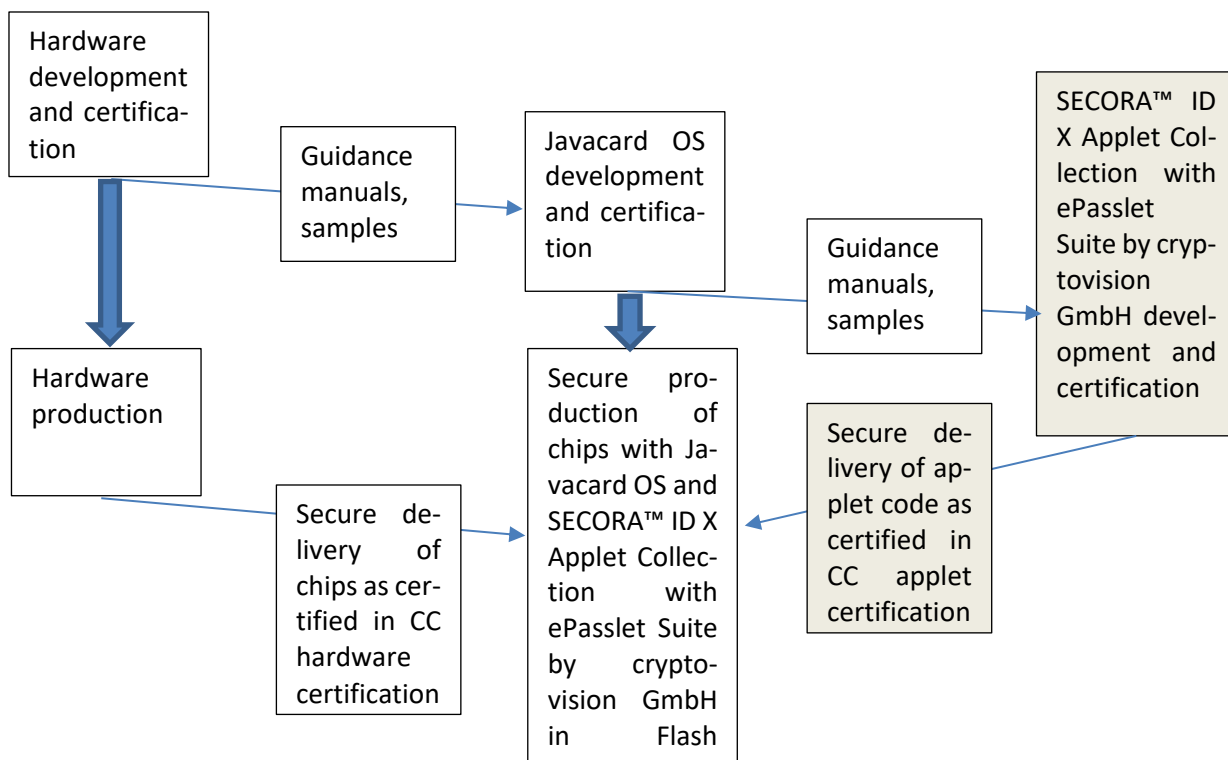 Hardware
development
and certifica-
tion
Guidance
manuals,
samples
Javacard OS
development
and certifica-
tion
Guidance
manuals,
samples
SECORA™ ID
X Applet Col-
lection with
ePasslet
Suite by cryp-
tovision
GmbH devel-
opment and
certification
Hardware
production
Secure de-
livery of
chips as cer-
tified in CC
hardware
certification
Secure pro-
duction of
chips with Ja-
vacard OS and
SECORA™ ID X
Applet Collec-
tion with
ePasslet Suite
by crypto-
vision GmbH
in Flash
Secure de-
livery of ap-
plet code as
certified in
CC applet
certification